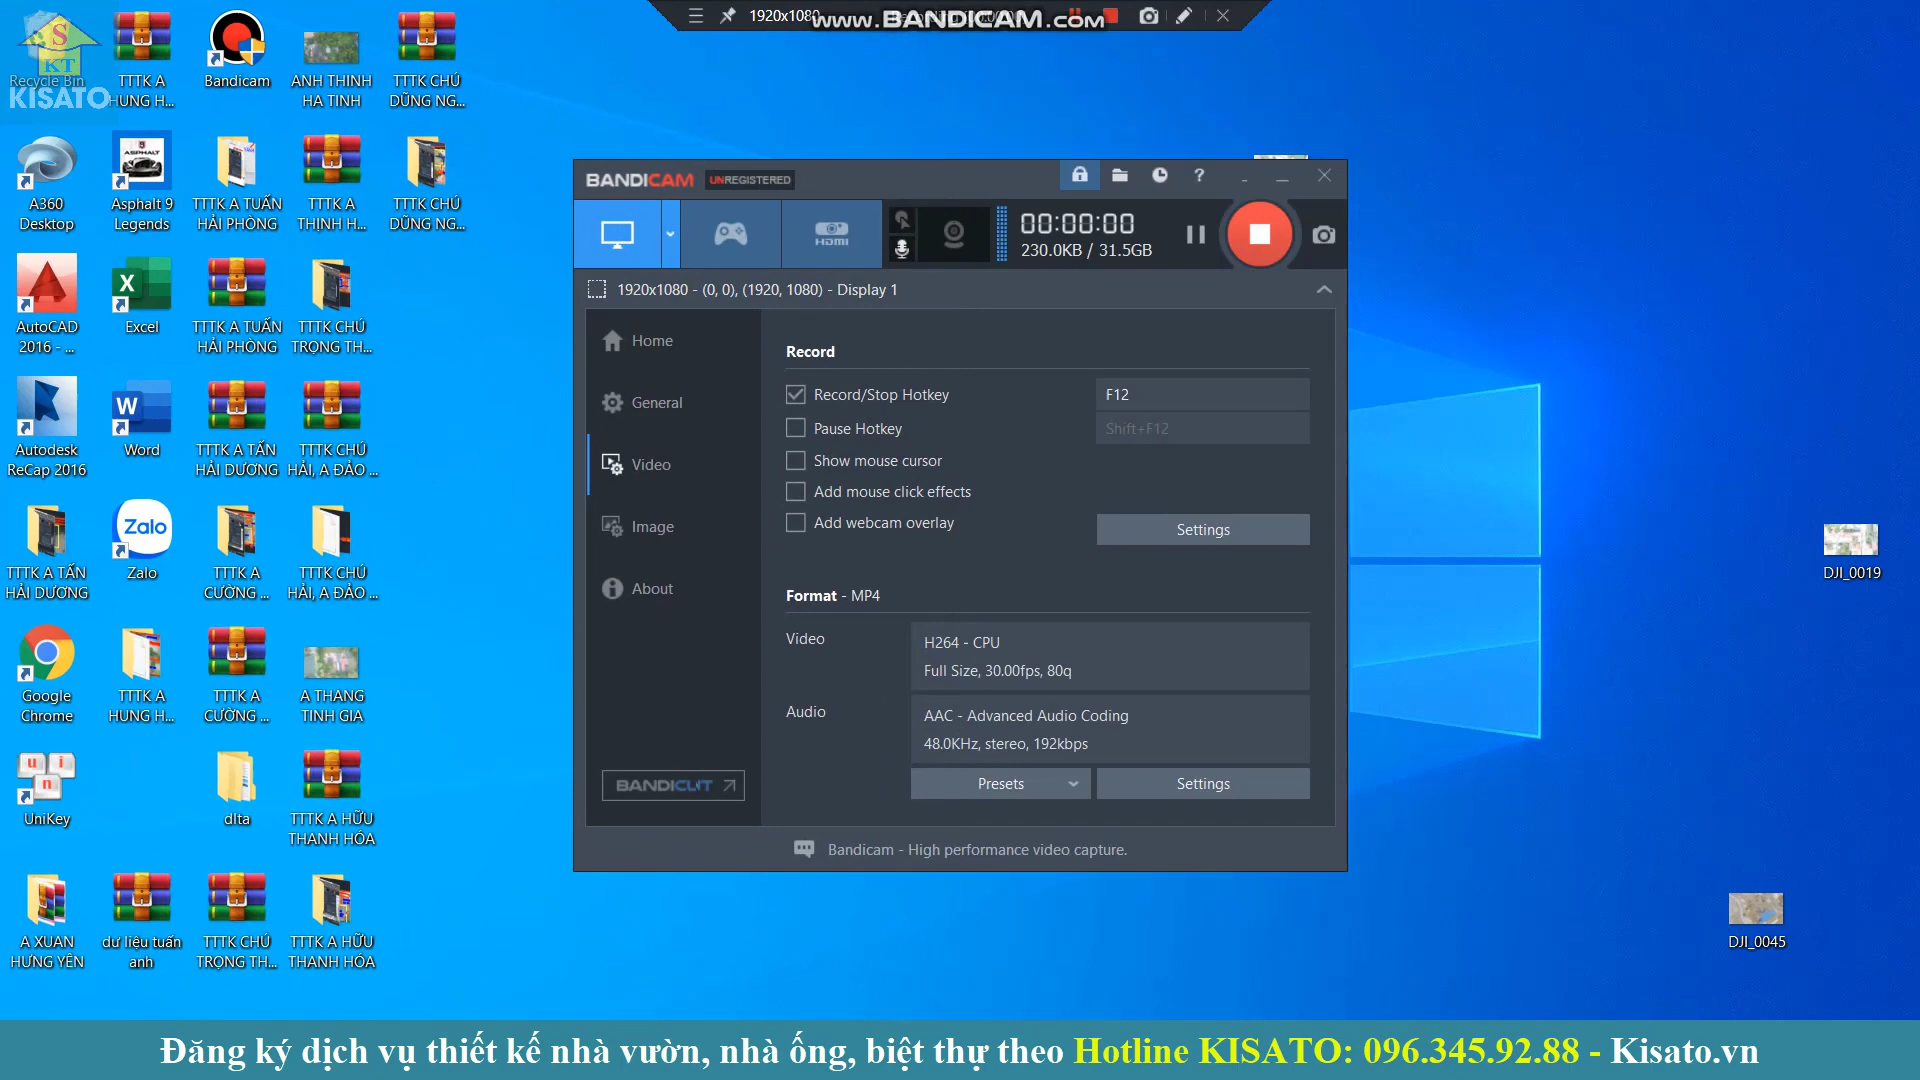 1920x1080
www.BANDICAM.com
S
KT
KISATO
Recycle Bin
TTTK A
HUNG H...
Bandicam
ANH THINH
HA TINH
TTTK CHÚ
DŨNG NG...
A360
Desktop
ASPHALT
Asphalt 9
Legends
TTTK A TUẤN
HẢI PHÒNG
TTTK A
THỊNH H...
TTTK CHÚ
DŨNG NG...
AutoCAD
2016 - ...
Excel
TTTK A TUẤN
HẢI PHÒNG
TTTK CHÚ
TRỌNG TH...
Autodesk
ReCap 2016
Word
TTTK A TẤN
HẢI DƯƠNG
TTTK CHÚ
HẢI, A ĐẢO ...
TTTK A TẤN
HẢI DƯƠNG
Zalo
Zalo
TTTK A
CƯỜNG ...
TTTK CHÚ
HẢI, A ĐẢO ...
Google
Chrome
TTTK A
HUNG H...
TTTK A
CƯỜNG ...
A THANG
TINH GIA
UniKey
dlta
TTTK A HỮU
THANH HÓA
A XUAN
HƯNG YÊN
dư liệu tuấn
anh
TTTK CHÚ
TRỌNG TH...
TTTK A HỮU
THANH HÓA
BANDICAM UNREGISTERED
HDMI
00:00:00
230.0KB / 31.5GB
1920x1080 - (0, 0), (1920, 1080) - Display 1
Home
General
Video
Image
About
BANDICUT
Record
Record/Stop Hotkey F12
Pause Hotkey Shift+F12
Show mouse cursor
Add mouse click effects
Add webcam overlay Settings
Format - MP4
Video
H264 - CPU
Full Size, 30.00fps, 80q
Audio
AAC - Advanced Audio Coding
48.0KHz, stereo, 192kbps
Presets Settings
Bandicam - High performance video capture.
DJI_0019
DJI_0045
Đăng ký dịch vụ thiết kế nhà vườn, nhà ống, biệt thự theo Hotline KISATO: 096.345.92.88 - Kisato.vn